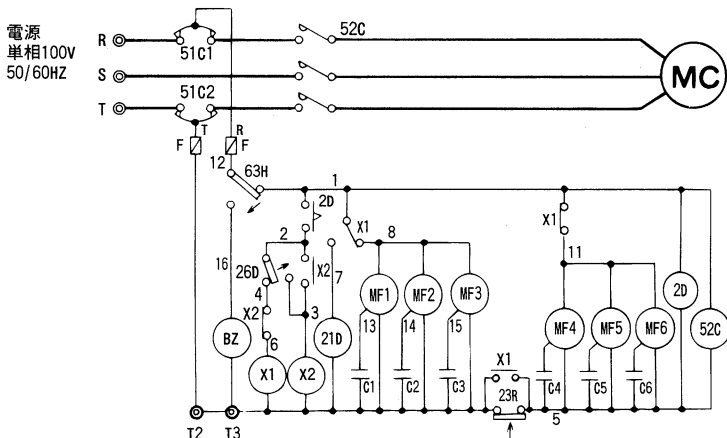 電源
単相100V
50/60HZ
R
51C1
52C
S
MC
51C2
T
F T
R F
12 63H
1
2D
X1
2
8
X1
16
26D
X2
7
11
4
3
X2
6
BZ
X1
X2
21D
MF1
MF2
MF3
13
14
15
C1
C2
C3
X1
23R
MF4
MF5
MF6
C4
C5
C6
2D
52C
5
T2
T3